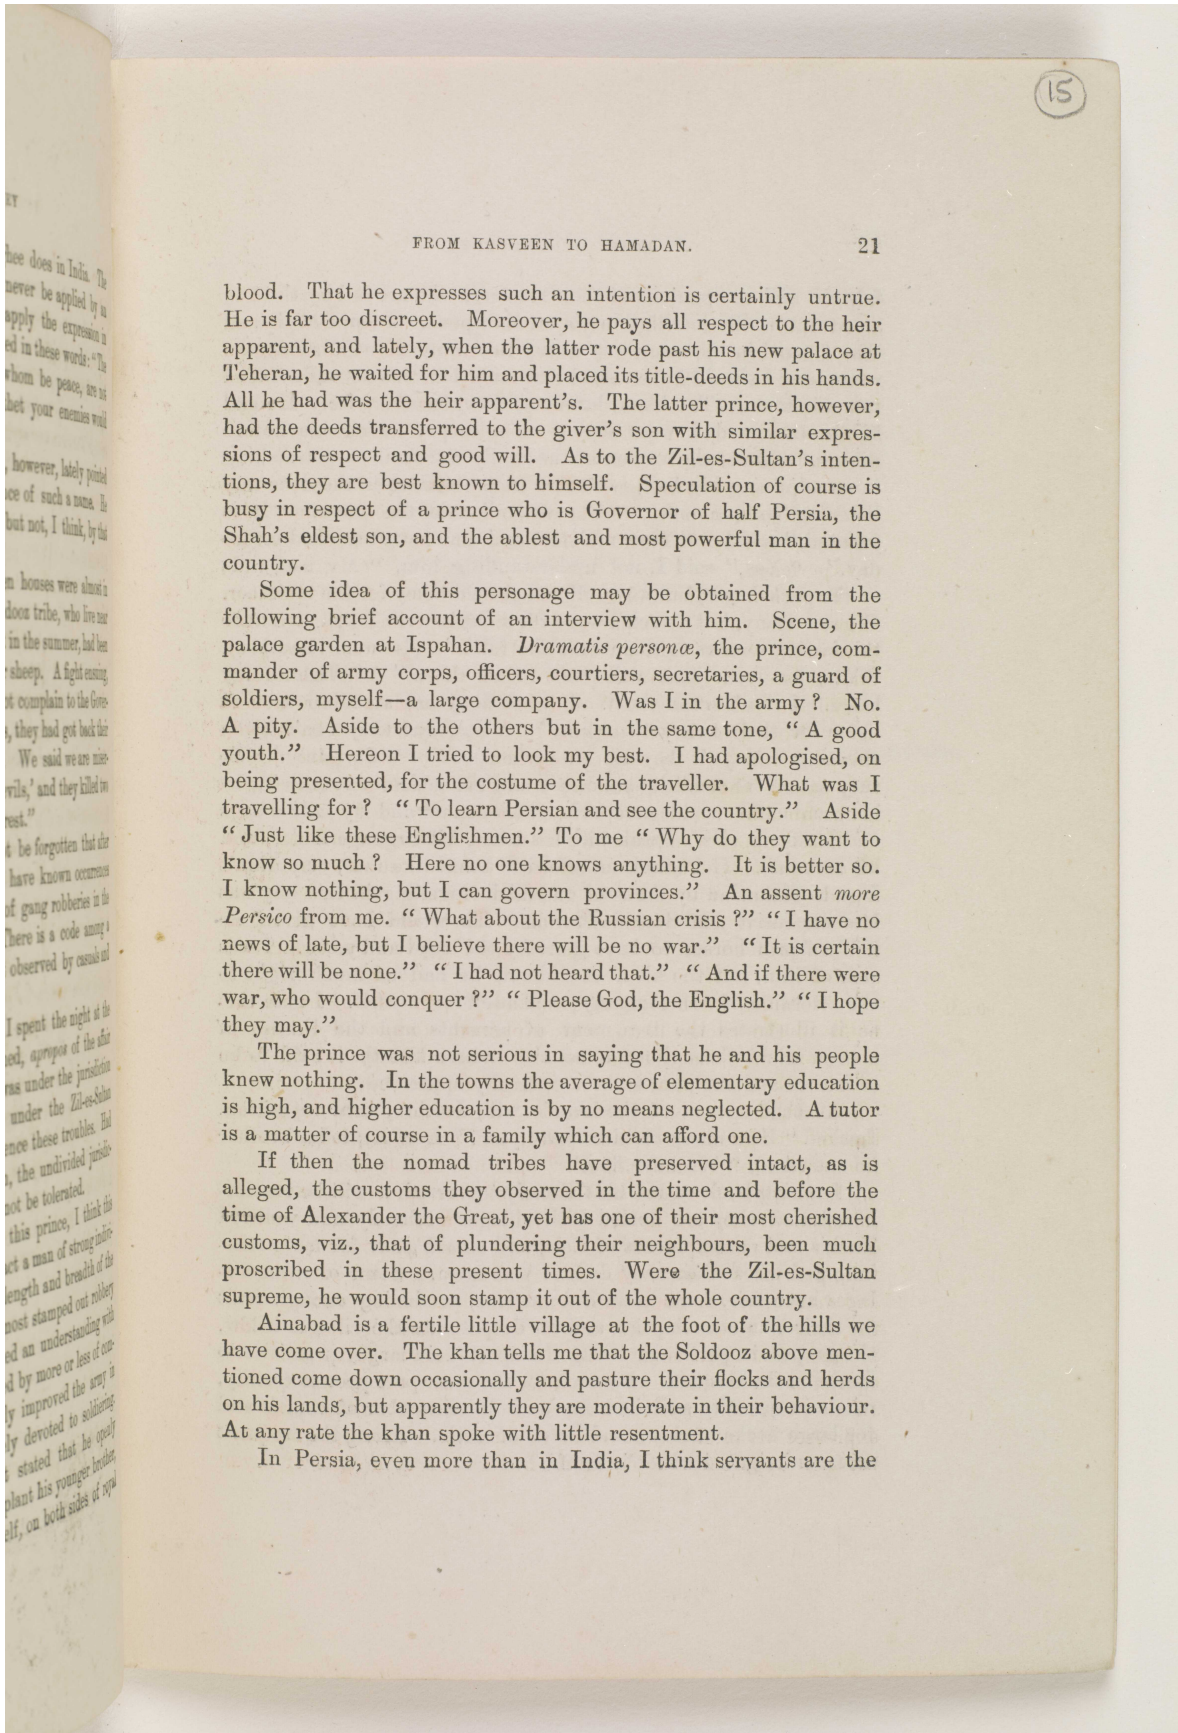 15
FROM KASVEEN TO HAMADAN. 21
blood. That he expresses such an intention is certainly untrue.
He is far too discreet. Moreover, he pays all respect to the heir
apparent, and lately, when the latter rode past his new palace at
Teheran, he waited for him and placed its title-deeds in his hands.
All he had was the heir apparent's. The latter prince, however,
had the deeds transferred to the giver's son with similar expres-
sions of respect and good will. As to the Zil-es-Sultan's inten-
tions, they are best known to himself. Speculation of course is
busy in respect of a prince who is Governor of half Persia, the
Shah's eldest son, and the ablest and most powerful man in the
country.
Some idea of this personage may be obtained from the
following brief account of an interview with him. Scene, the
palace garden at Ispahan. Dramatis personœ, the prince, com-
mander of army corps, officers, courtiers, secretaries, a guard of
soldiers, myself—a large company. Was I in the army? No.
A pity. Aside to the others but in the same tone, "A good
youth." Hereon I tried to look my best. I had apologised, on
being presented, for the costume of the traveller. What was I
travelling for? "To learn Persian and see the country." Aside
"Just like these Englishmen." To me "Why do they want to
know so much? Here no one knows anything. It is better so.
I know nothing, but I can govern provinces." An assent more
Persico from me. "What about the Russian crisis?" "I have no
news of late, but I believe there will be no war." "It is certain
there will be none." "I had not heard that." "And if there were
war, who would conquer?" "Please God, the English." "I hope
they may."
The prince was not serious in saying that he and his people
knew nothing. In the towns the average of elementary education
is high, and higher education is by no means neglected. A tutor
is a matter of course in a family which can afford one.
If then the nomad tribes have preserved intact, as is
alleged, the customs they observed in the time and before the
time of Alexander the Great, yet has one of their most cherished
customs, viz., that of plundering their neighbours, been much
proscribed in these present times. Were the Zil-es-Sultan
supreme, he would soon stamp it out of the whole country.
Ainabad is a fertile little village at the foot of the hills we
have come over. The khan tells me that the Soldooz above men-
tioned come down occasionally and pasture their flocks and herds
on his lands, but apparently they are moderate in their behaviour.
At any rate the khan spoke with little resentment.
In Persia, even more than in India, I think servants are the